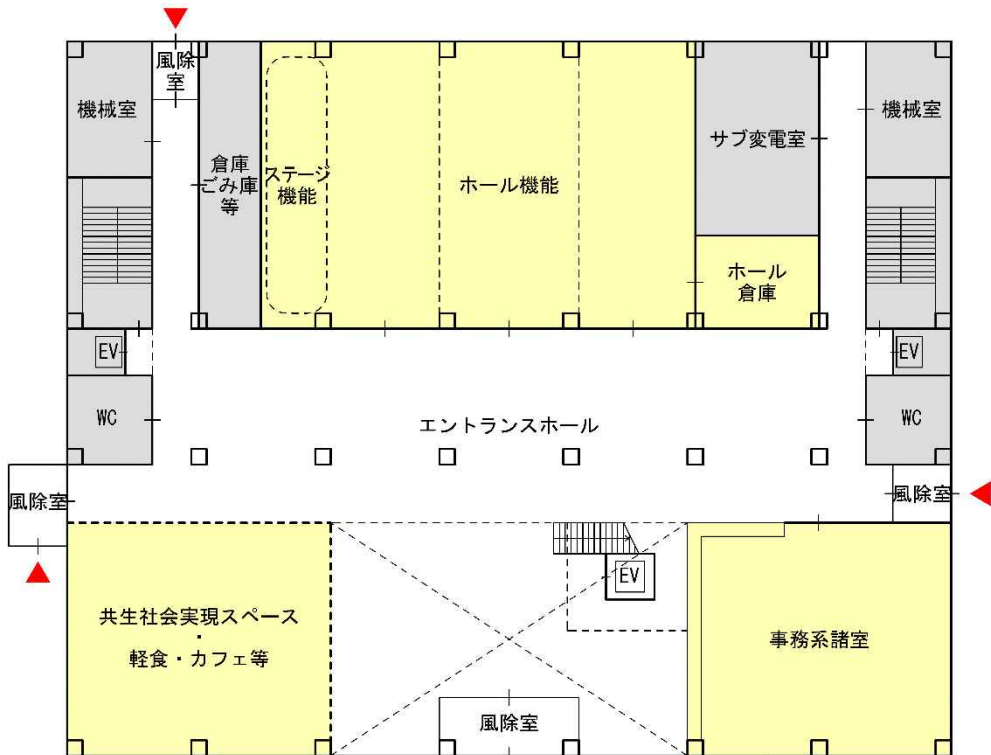 風除
室
機械室
倉庫
ごみ庫
等
ステージ
機能
ホール機能
サブ変電室
機械室
ホール
倉庫
EV
EV
WC
エントランスホール
WC
風除室
風除室
EV
共生社会実現スペース
・
軽食・カフェ等
事務系諸室
風除室